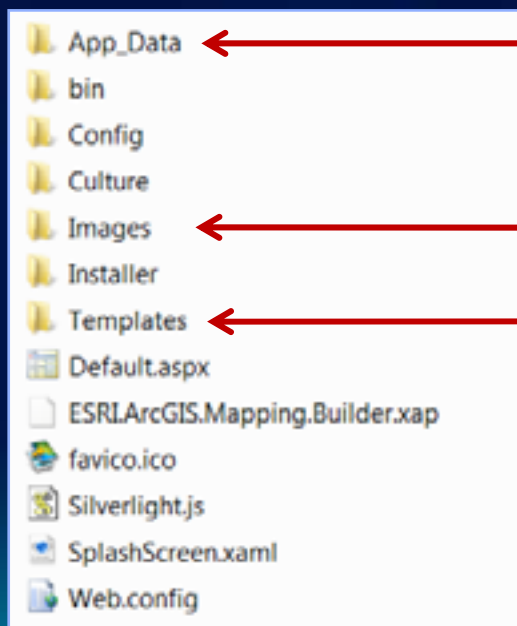 App_Data
bin
Config
Culture
Images
Installer
Templates
Default.aspx
ESRI.ArcGIS.Mapping.Builder.xap
favico.ico
Silverlight.js
SplashScreen.xaml
Web.config